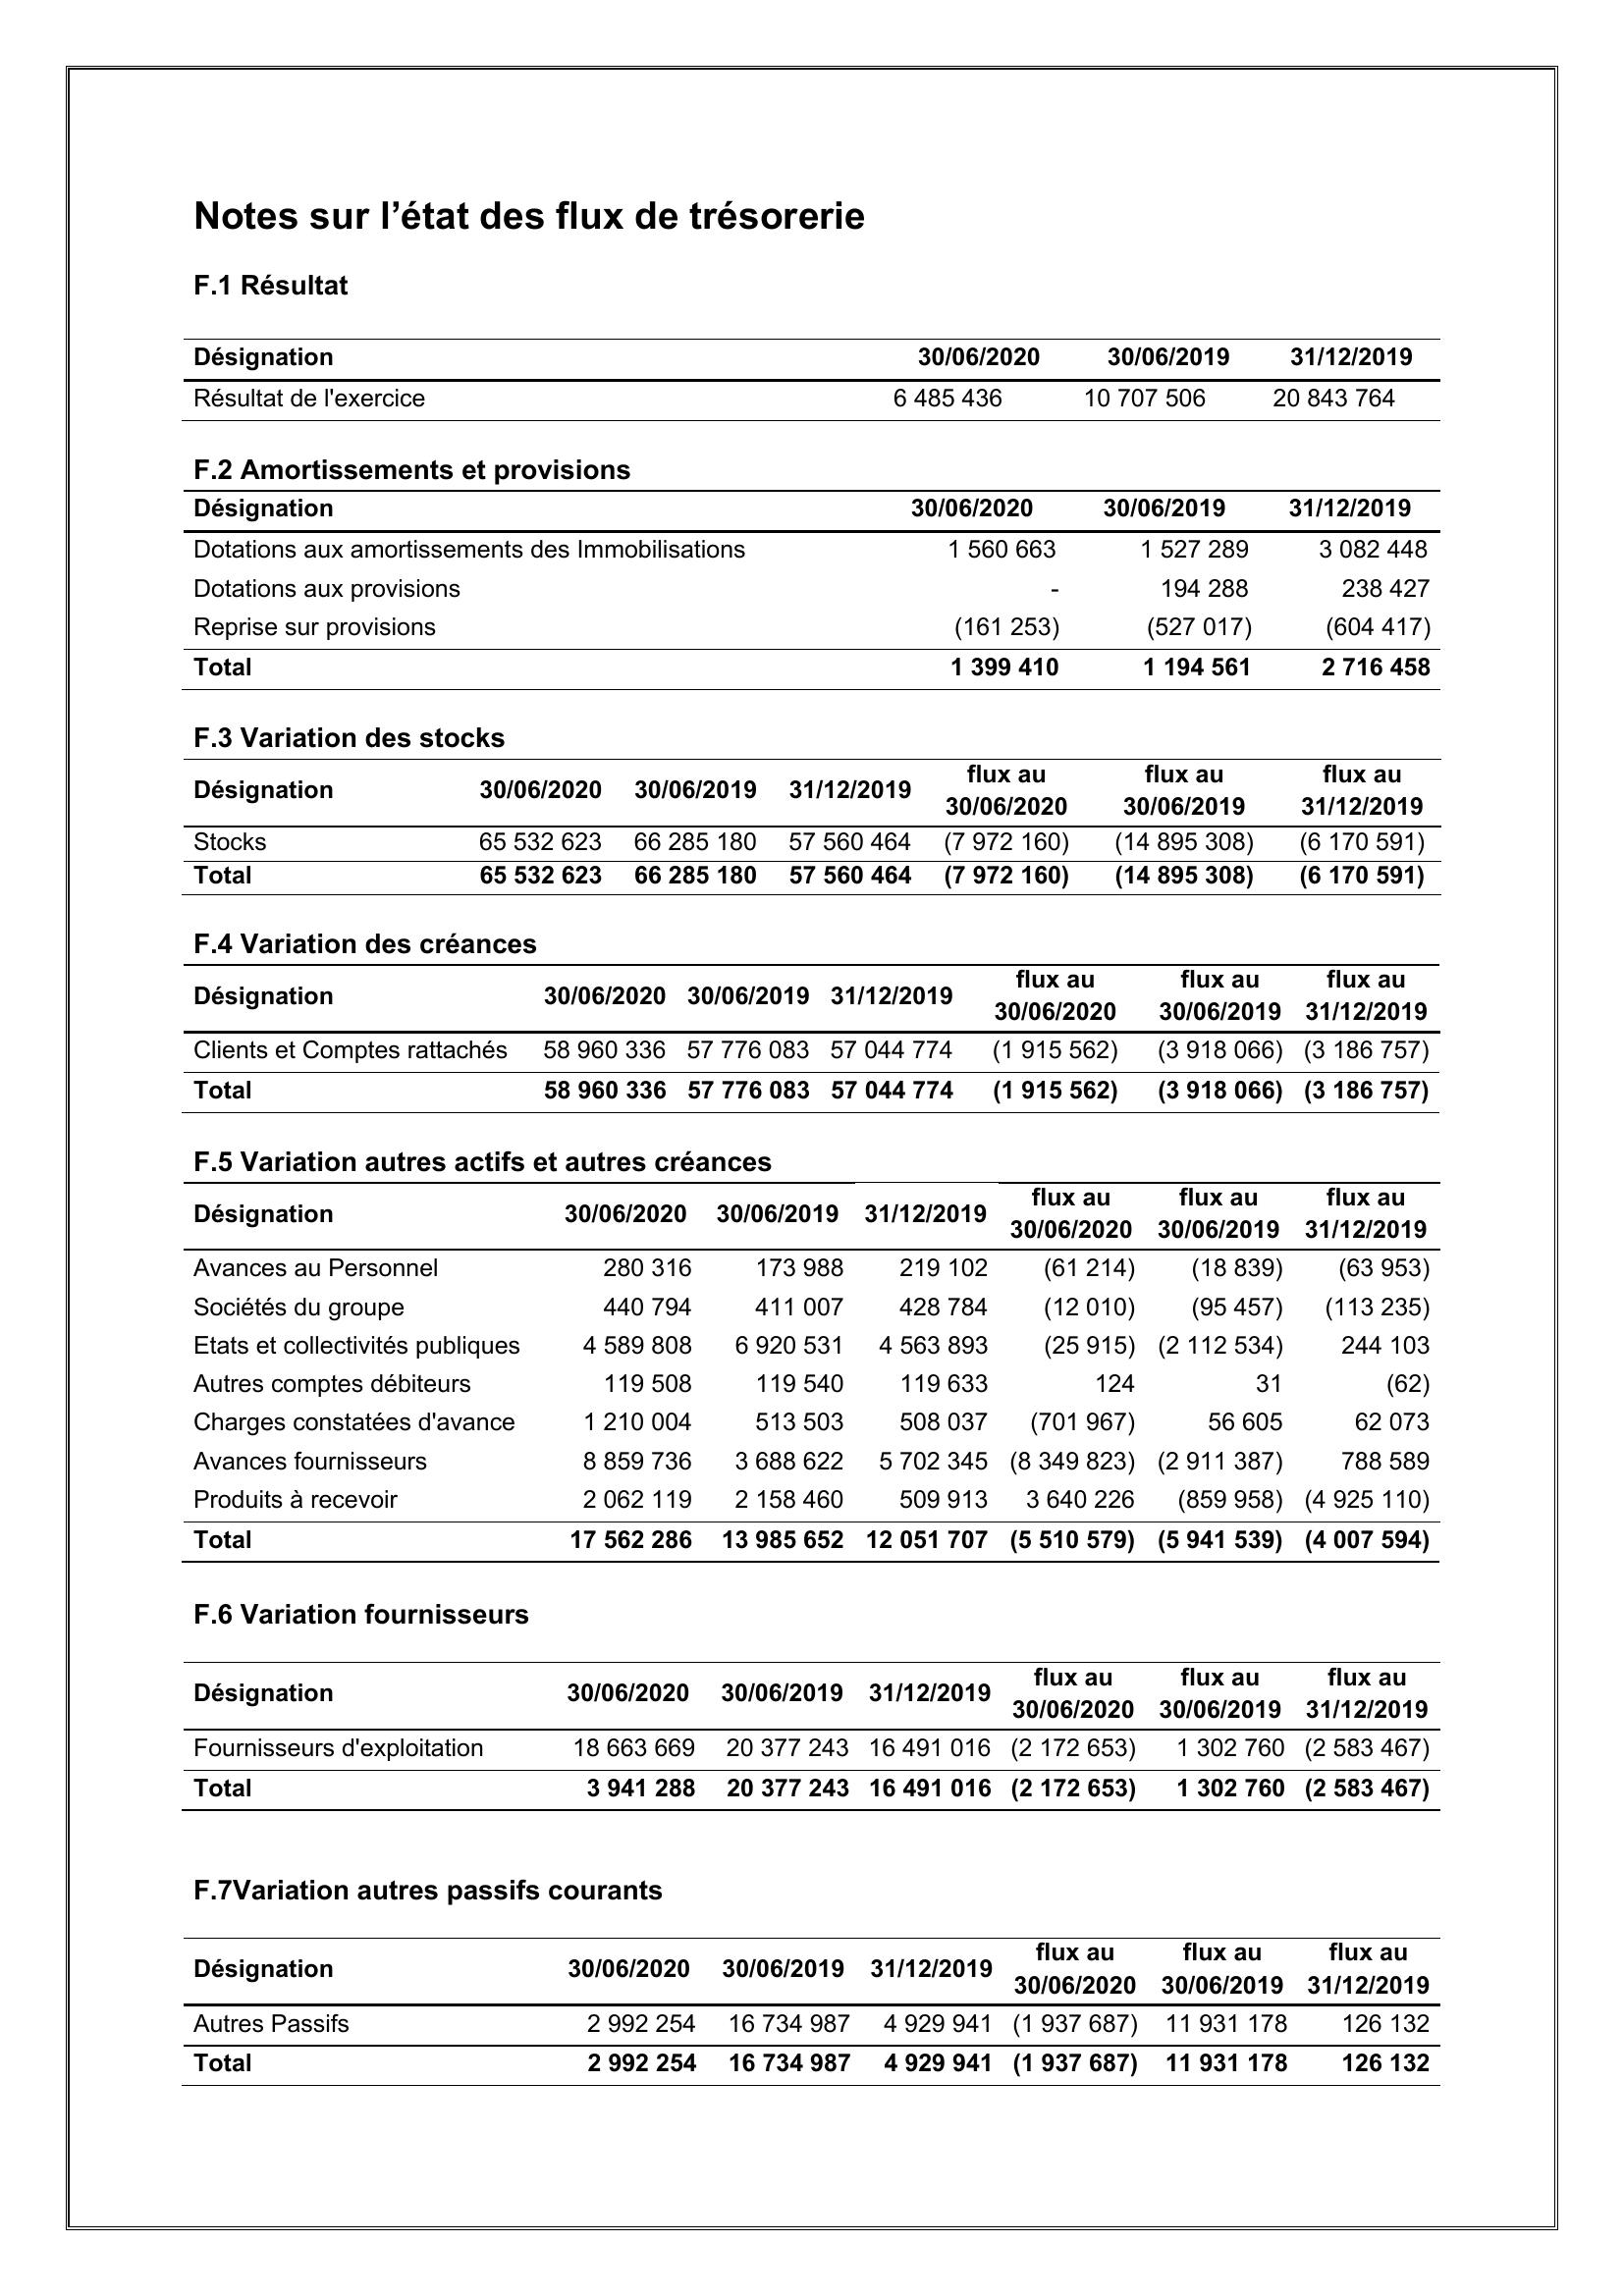 Notes sur l’état des flux de trésorerie
F.1 Résultat
Désignation 30/06/2020 30/06/2019 31/12/2019
Résultat de l'exercice 6 485 436 10 707 506 20 843 764
F.2 Amortissements et provisions
Désignation 30/06/2020 30/06/2019 31/12/2019
Dotations aux amortissements des Immobilisations 1 560 663 1 527 289 3 082 448
Dotations aux provisions - 194 288 238 427
Reprise sur provisions (161 253) (527 017) (604 417)
Total 1 399 410 1 194 561 2 716 458
F.3 Variation des stocks
Désignation 30/06/2020 30/06/2019 31/12/2019 flux au 30/06/2020 flux au 30/06/2019 flux au 31/12/2019
Stocks 65 532 623 66 285 180 57 560 464 (7 972 160) (14 895 308) (6 170 591)
Total 65 532 623 66 285 180 57 560 464 (7 972 160) (14 895 308) (6 170 591)
F.4 Variation des créances
Désignation 30/06/2020 30/06/2019 31/12/2019 flux au 30/06/2020 flux au 30/06/2019 flux au 31/12/2019
Clients et Comptes rattachés 58 960 336 57 776 083 57 044 774 (1 915 562) (3 918 066) (3 186 757)
Total 58 960 336 57 776 083 57 044 774 (1 915 562) (3 918 066) (3 186 757)
F.5 Variation autres actifs et autres créances
Désignation 30/06/2020 30/06/2019 31/12/2019 flux au 30/06/2020 flux au 30/06/2019 flux au 31/12/2019
Avances au Personnel 280 316 173 988 219 102 (61 214) (18 839) (63 953)
Sociétés du groupe 440 794 411 007 428 784 (12 010) (95 457) (113 235)
Etats et collectivités publiques 4 589 808 6 920 531 4 563 893 (25 915) (2 112 534) 244 103
Autres comptes débiteurs 119 508 119 540 119 633 124 31 (62)
Charges constatées d'avance 1 210 004 513 503 508 037 (701 967) 56 605 62 073
Avances fournisseurs 8 859 736 3 688 622 5 702 345 (8 349 823) (2 911 387) 788 589
Produits à recevoir 2 062 119 2 158 460 509 913 3 640 226 (859 958) (4 925 110)
Total 17 562 286 13 985 652 12 051 707 (5 510 579) (5 941 539) (4 007 594)
F.6 Variation fournisseurs
Désignation 30/06/2020 30/06/2019 31/12/2019 flux au 30/06/2020 flux au 30/06/2019 flux au 31/12/2019
Fournisseurs d'exploitation 18 663 669 20 377 243 16 491 016 (2 172 653) 1 302 760 (2 583 467)
Total 3 941 288 20 377 243 16 491 016 (2 172 653) 1 302 760 (2 583 467)
F.7Variation autres passifs courants
Désignation 30/06/2020 30/06/2019 31/12/2019 flux au 30/06/2020 flux au 30/06/2019 flux au 31/12/2019
Autres Passifs 2 992 254 16 734 987 4 929 941 (1 937 687) 11 931 178 126 132
Total 2 992 254 16 734 987 4 929 941 (1 937 687) 11 931 178 126 132